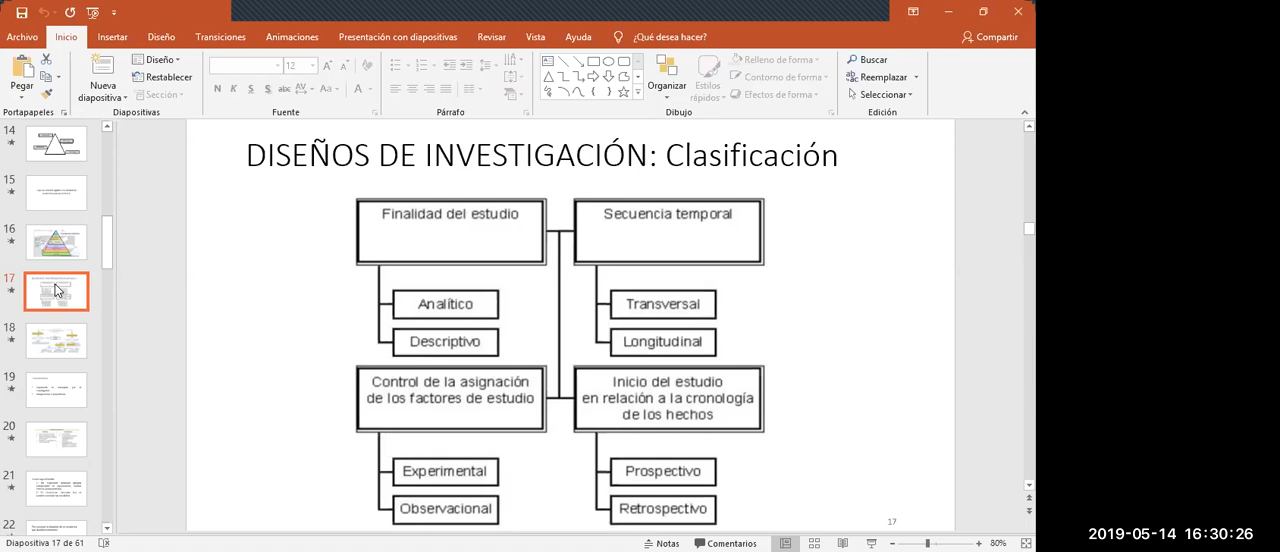 Archivo Inicio Insertar Diseño Transiciones Animaciones Presentación con diapositivas Revisar Vista Ayuda ¿Qué desea hacer? Compartir
Pegar
Portapapeles
Nueva
diapositiva
Diseño
Restablecer
Sección
Diapositivas
12
N K S S abc AV Aa A
Fuente
Párrafo
Organizar
Estilos
rápidos
Relleno de forma
Contorno de forma
Efectos de forma
Dibujo
Buscar
Reemplazar
Seleccionar
Edición
14
15
16
17
18
19
20
21
22
DISEÑOS DE INVESTIGACIÓN: Clasificación
Finalidad del estudio
Analítico
Descriptivo
Secuencia temporal
Transversal
Longitudinal
Control de la asignación
de los factores de estudio
Experimental
Observacional
Inicio del estudio
en relación a la cronología
de los hechos
Prospectivo
Retrospectivo
17
Diapositiva 17 de 61
Notas Comentarios 80%
2019-05-14 16:30:26